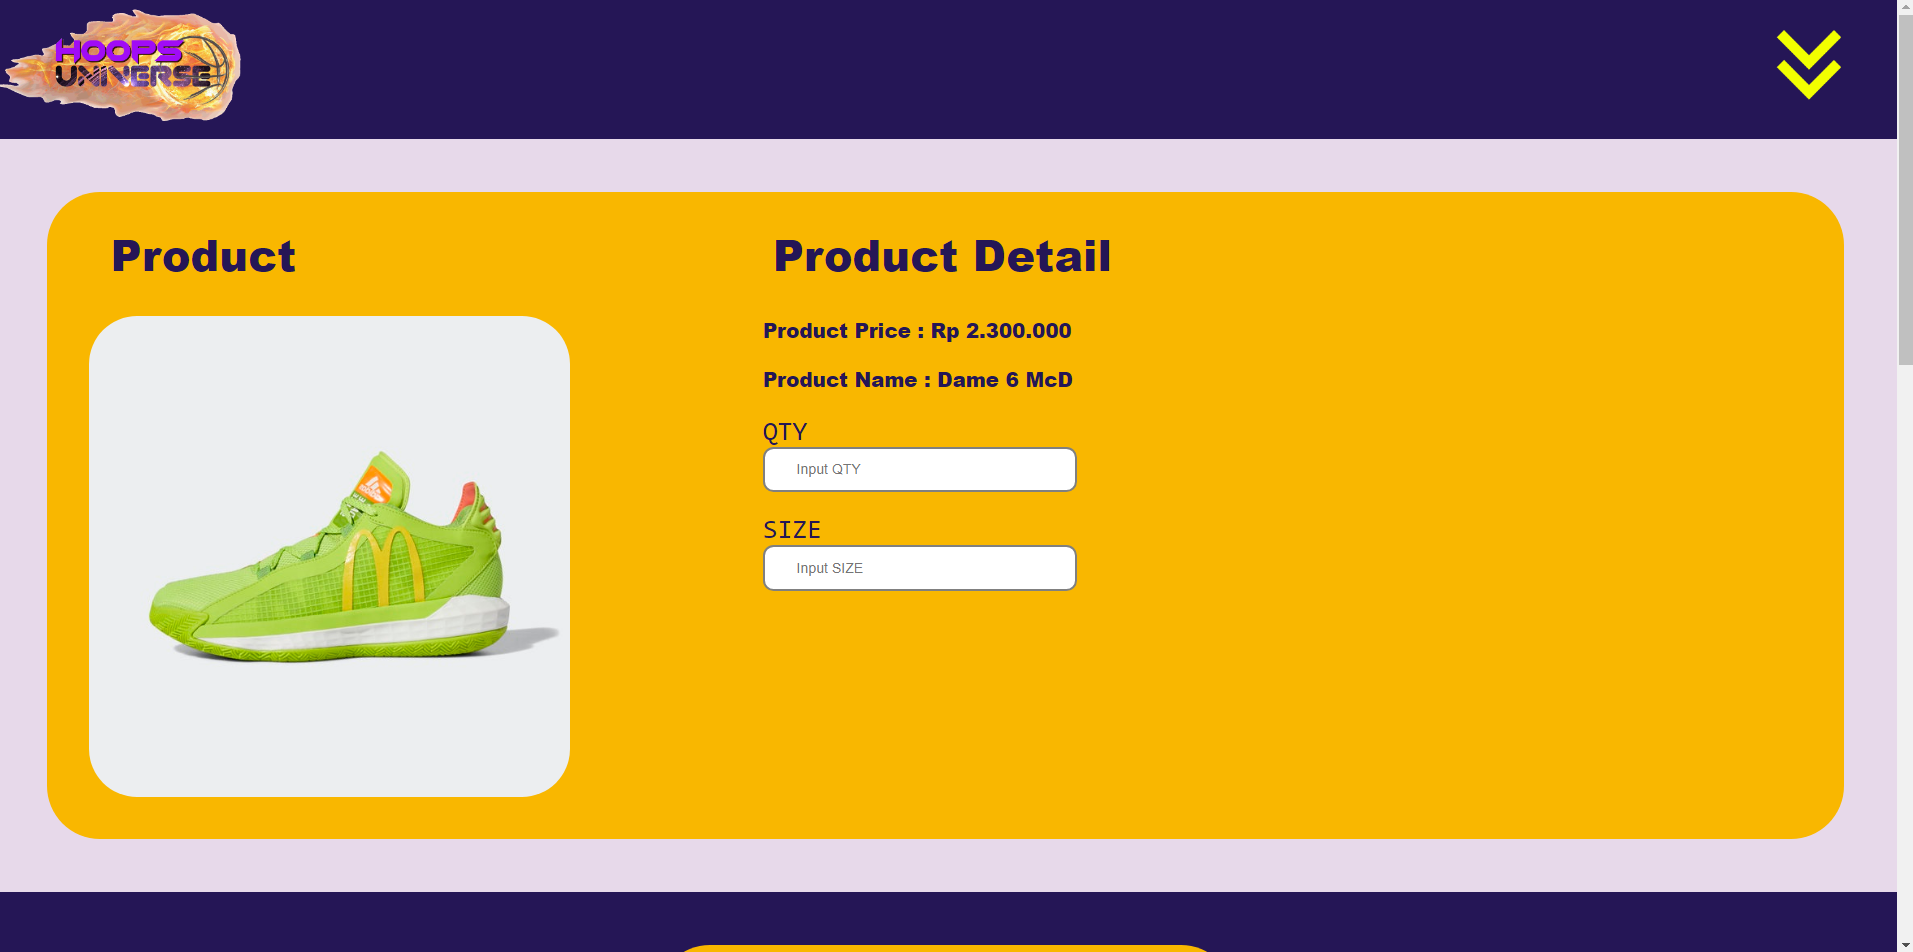 HOOPS
UNIVERSE
Product
Product Detail
Product Price : Rp 2.300.000
Product Name : Dame 6 McD
QTY
Input QTY
SIZE
Input SIZE